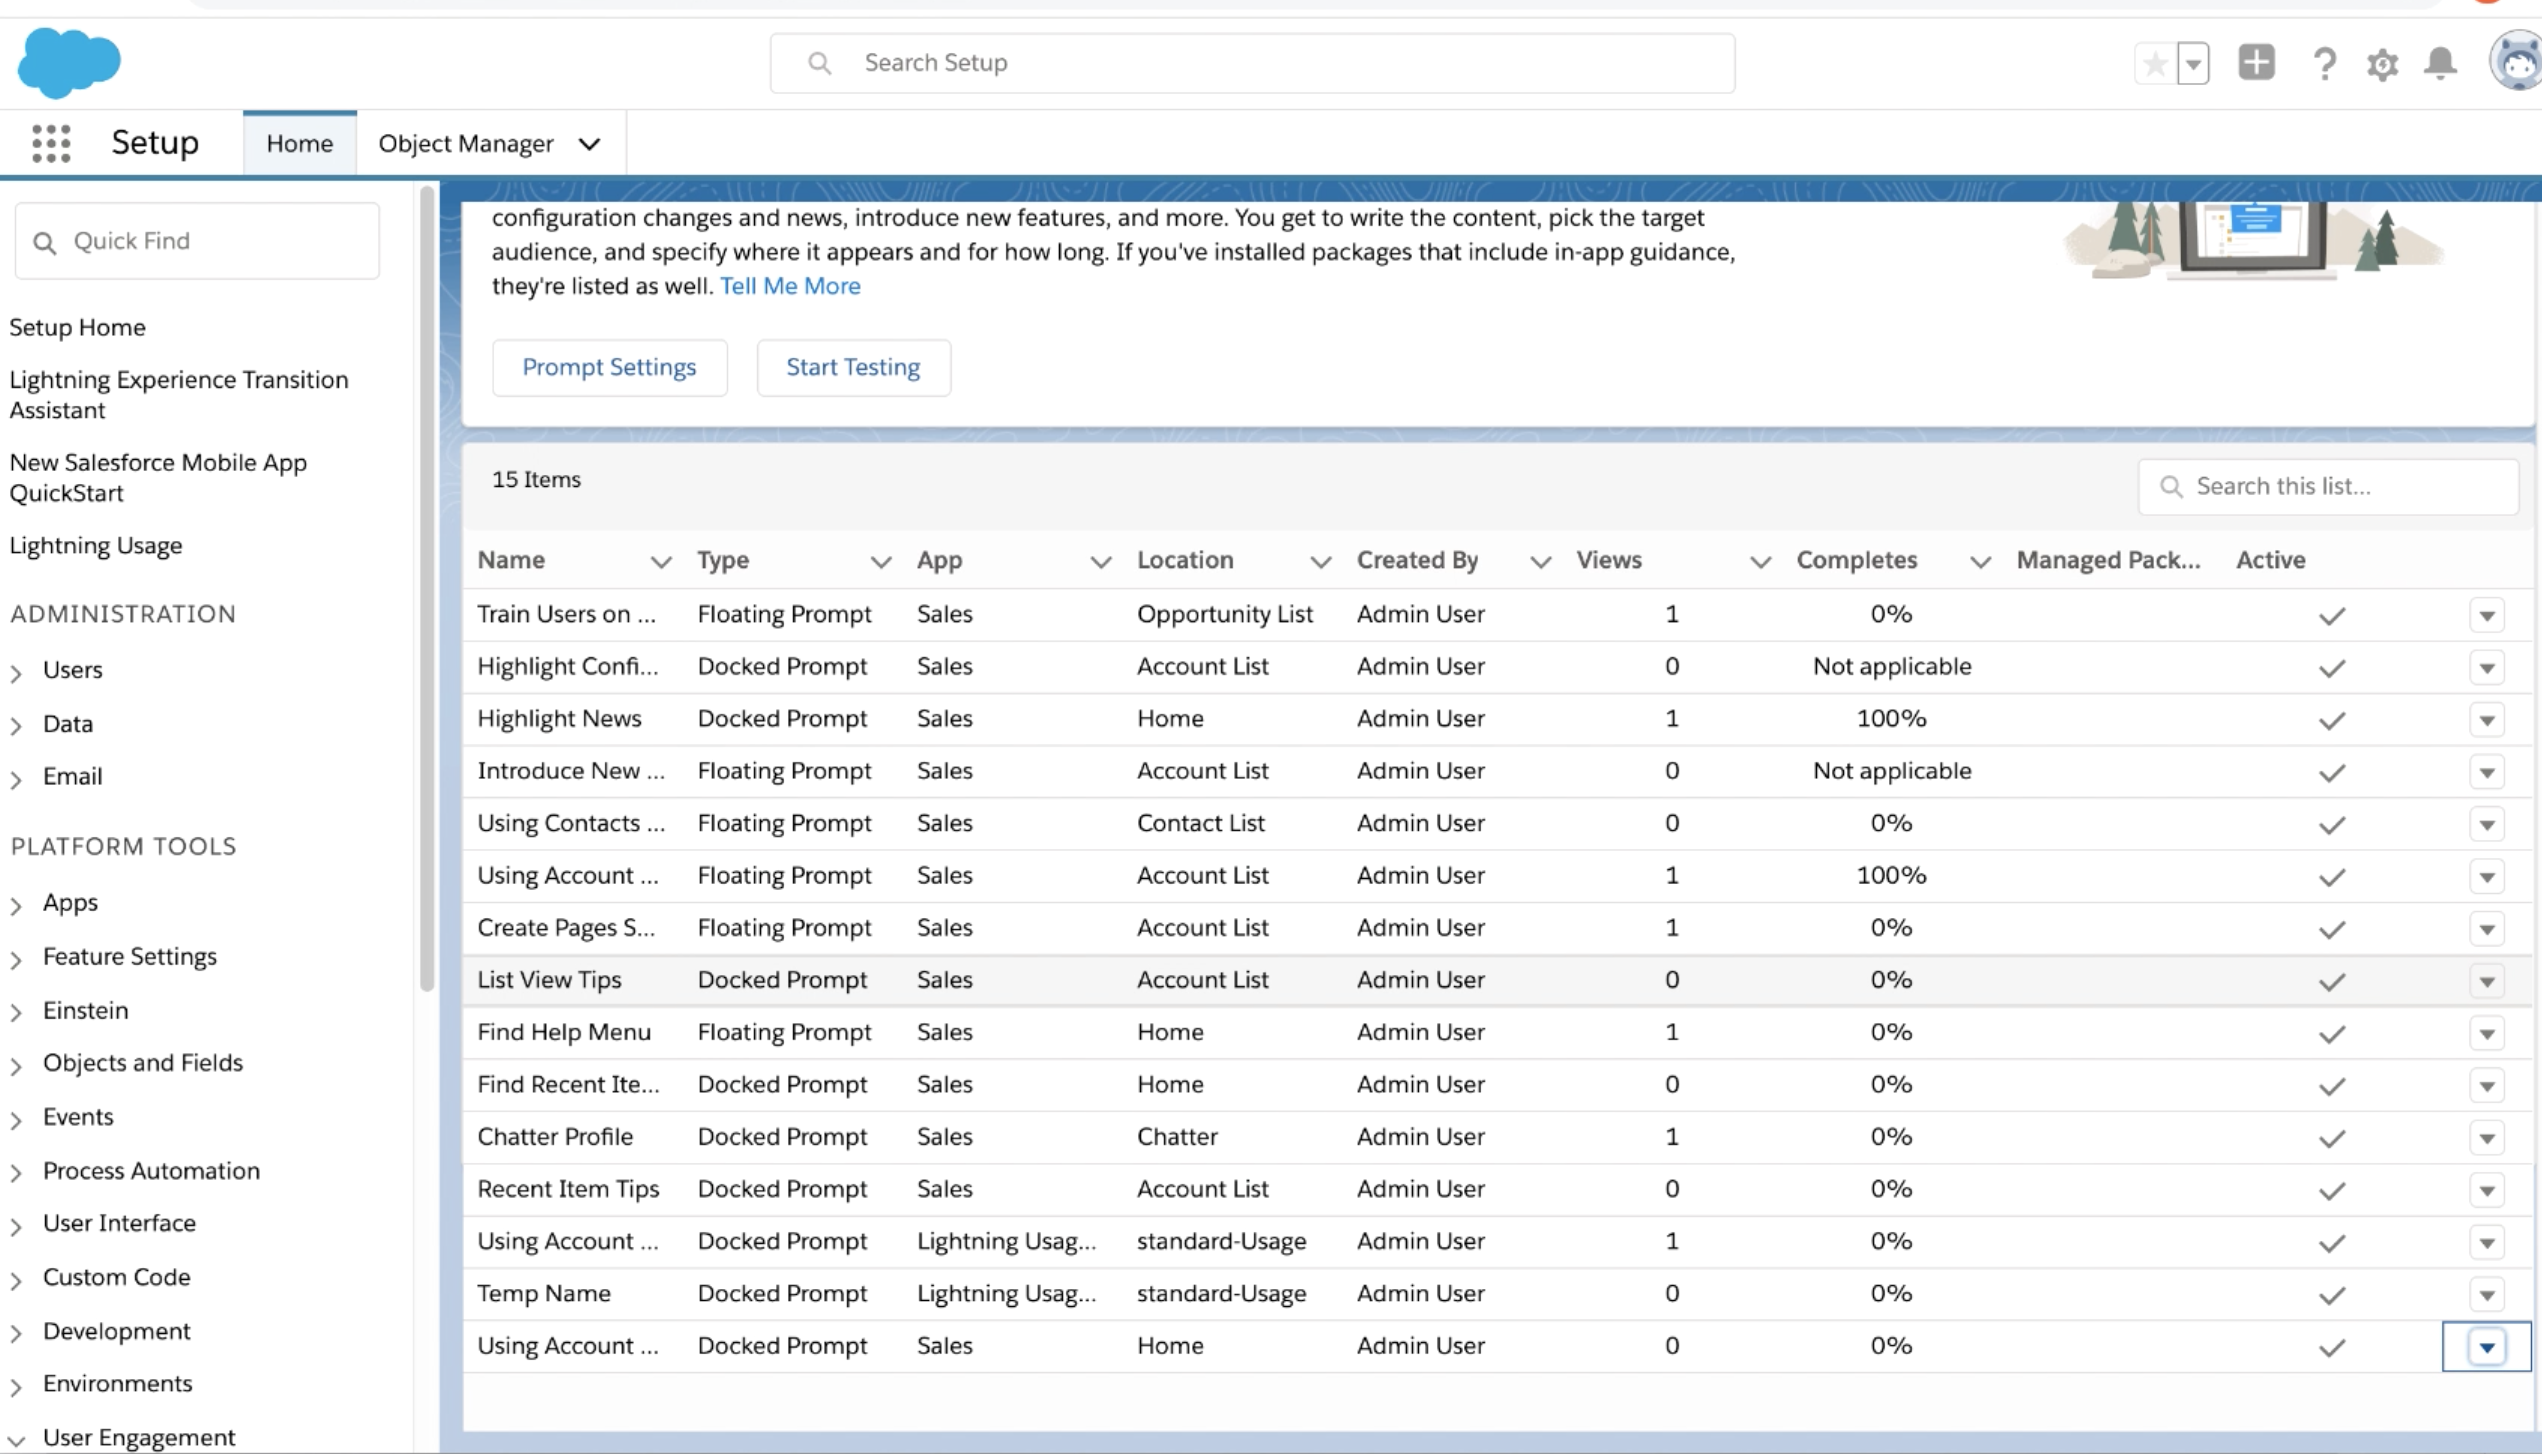 Search Setup
Setup
Home
Object Manager
Quick Find
Setup Home
Lightning Experience Transition
Assistant
New Salesforce Mobile App
QuickStart
Lightning Usage
ADMINISTRATION
Users
Data
Email
PLATFORM TOOLS
Apps
Feature Settings
Einstein
Objects and Fields
Events
Process Automation
User Interface
Custom Code
Development
Environments
User Engagement
configuration changes and news, introduce new features, and more. You get to write the content, pick the target
audience, and specify where it appears and for how long. If you've installed packages that include in-app guidance,
they're listed as well. Tell Me More
Prompt Settings Start Testing
15 Items
Search this list...
Name Type App Location Created By Views Completes Managed Pack... Active
Train Users on ... Floating Prompt Sales Opportunity List Admin User 1 0%
Highlight Confi... Docked Prompt Sales Account List Admin User 0 Not applicable
Highlight News Docked Prompt Sales Home Admin User 1 100%
Introduce New ... Floating Prompt Sales Account List Admin User 0 Not applicable
Using Contacts ... Floating Prompt Sales Contact List Admin User 0 0%
Using Account ... Floating Prompt Sales Account List Admin User 1 100%
Create Pages S... Floating Prompt Sales Account List Admin User 1 0%
List View Tips Docked Prompt Sales Account List Admin User 0 0%
Find Help Menu Floating Prompt Sales Home Admin User 1 0%
Find Recent Ite... Docked Prompt Sales Home Admin User 0 0%
Chatter Profile Docked Prompt Sales Chatter Admin User 1 0%
Recent Item Tips Docked Prompt Sales Account List Admin User 0 0%
Using Account ... Docked Prompt Lightning Usag... standard-Usage Admin User 1 0%
Temp Name Docked Prompt Lightning Usag... standard-Usage Admin User 0 0%
Using Account ... Docked Prompt Sales Home Admin User 0 0%